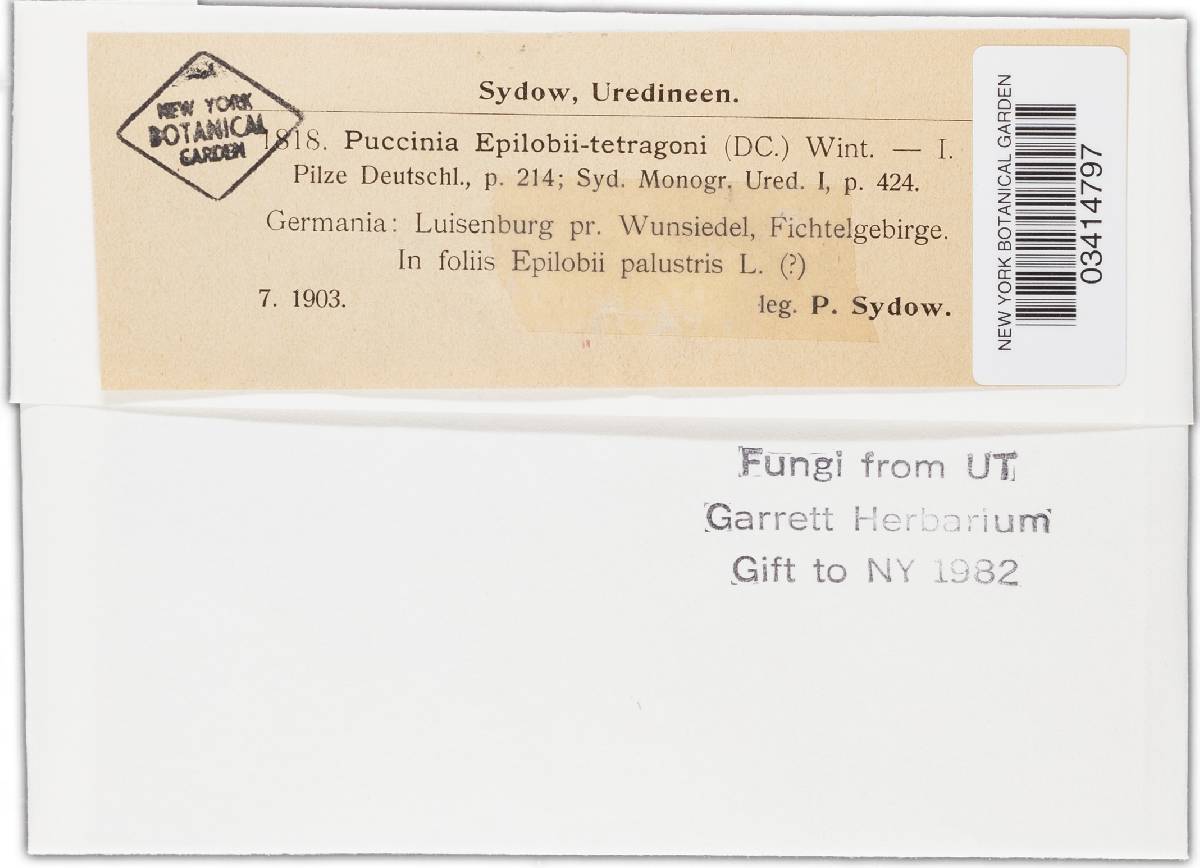 NEW YORK
BOTANICAL
GARDEN
Sydow, Uredineen.
1818. Puccinia Epilobii-tetragoni (DC.) Wint. — I.
Pilze Deutschl., p. 214; Syd. Monogr. Ured. I, p. 424.
Germania: Luisenburg pr. Wunsiedel, Fichtelgebirge.
In foliis Epilobii palustris L. (?)
7. 1903.
leg. P. Sydow.
NEW YORK BOTANICAL GARDEN
03414797
Fungi from UT
Garrett Herbarium
Gift to NY 1982